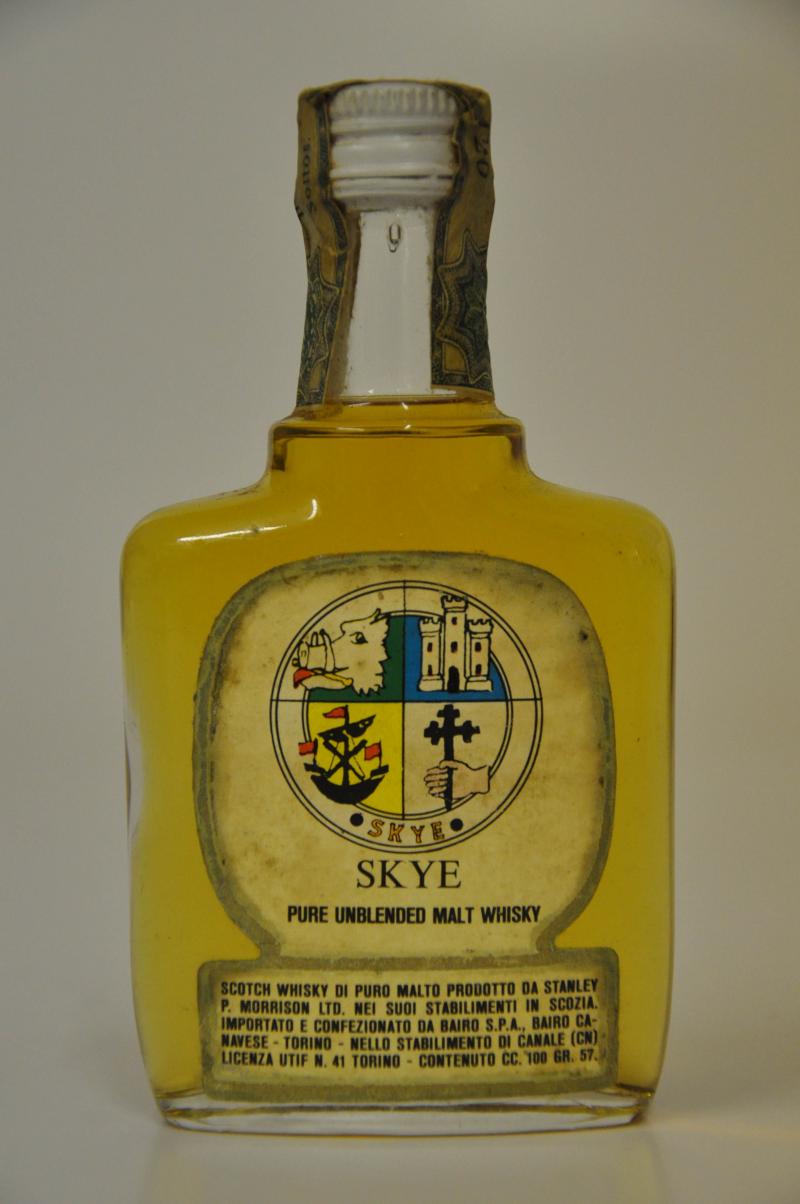 SKYE
SKYE
PURE UNBLENDED MALT WHISKY
SCOTCH WHISKY DI PURO MALTO PRODOTTO DA STANLEY
P. MORRISON LTD. NEI SUOI STABILIMENTI IN SCOZIA.
IMPORTATO E CONFEZIONATO DA BAIRO S.P.A., BAIRO CA-
NAVESE - TORINO - NELLO STABILIMENTO DI CANALE (CN)
LICENZA UTIF N. 41 TORINO - CONTENUTO CC. 100 GR. 57.